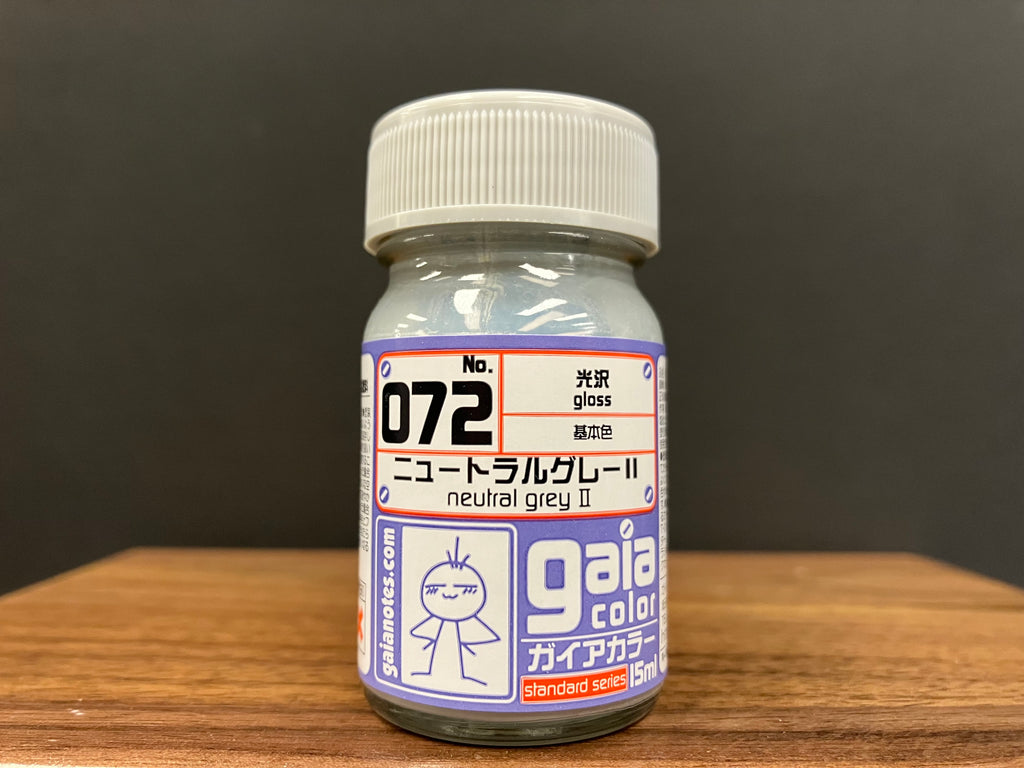 No.
072
光沢
gloss
基本色
ニュートラルグレーII
neutral grey II
gaianotes.com
gaia
color
ガイアカラー
standard series
15ml